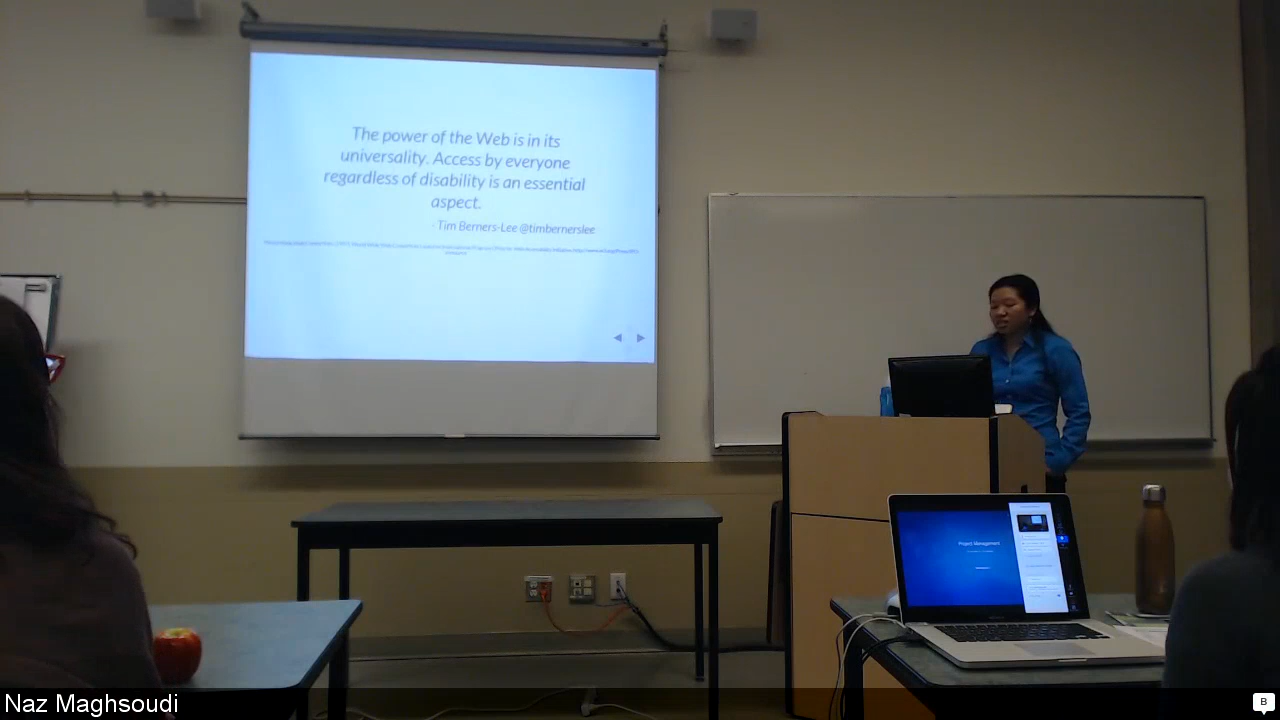 The power of the Web is in its
universality. Access by everyone
regardless of disability is an essential
aspect.
- Tim Berners-Lee @timbernerslee
Project Management
Naz Maghsoudi
B